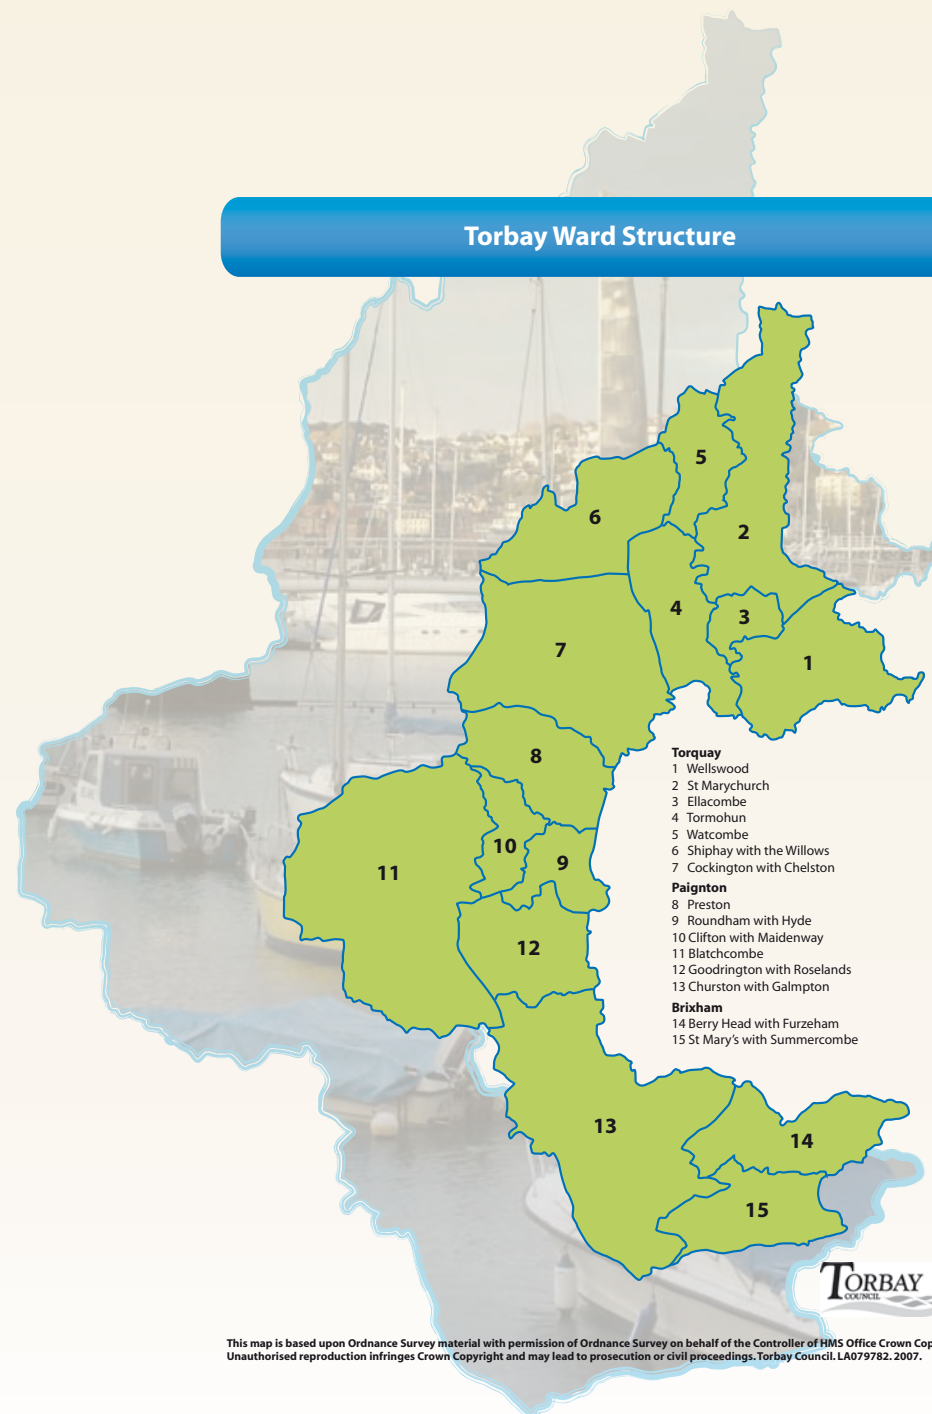 Torbay Ward Structure
5
6
2
4
3
7
1
8
10
9
11
12
13
14
15
Torquay
1 Wellswood
2 St Marychurch
3 Ellacombe
4 Tormohun
5 Watcombe
6 Shiphay with the Willows
7 Cockington with Chelston
Paignton
8 Preston
9 Roundham with Hyde
10 Clifton with Maidenway
11 Blatchcombe
12 Goodrington with Roselands
13 Churston with Galmpton
Brixham
14 Berry Head with Furzeham
15 St Mary's with Summercombe
TORBAY
COUNCIL
This map is based upon Ordnance Survey material with permission of Ordnance Survey on behalf of the Controller of HMS Office Crown Cop
Unauthorised reproduction infringes Crown Copyright and may lead to prosecution or civil proceedings. Torbay Council. LA079782. 2007.